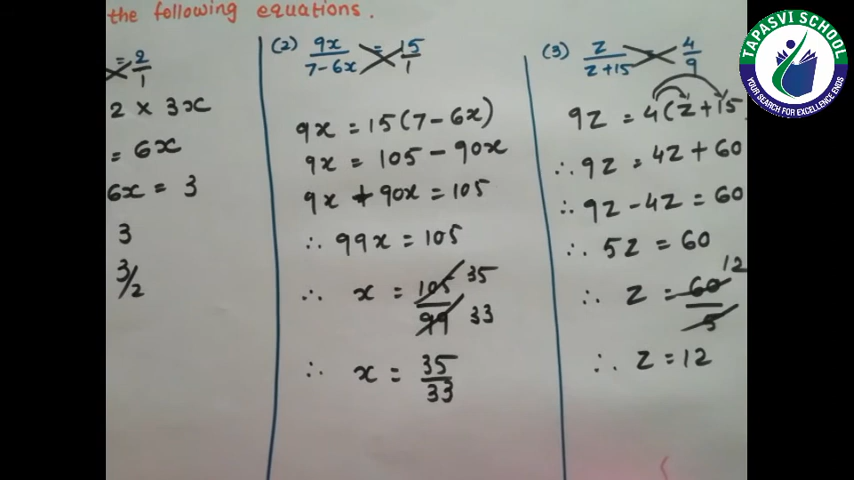 the following equations.
= 2/1
2 × 3x
= 6x
6x = 3
3
3/2
(2) 9x/7-6x = 15/1
9x = 15(7-6x)
9x = 105 - 90x
9x + 90x = 105
∴ 99x = 105
∴ x = 105/99 35/33
∴ x = 35/33
(3) z/z+15 = 4/9
9z = 4(z+15
∴ 9z = 4z + 60
∴ 9z - 4z = 60
∴ 5z = 60
∴ z = 60/5 12
∴ z = 12
TAPASVI SCHOOL
YOUR SEARCH FOR EXCELLENCE ENDS